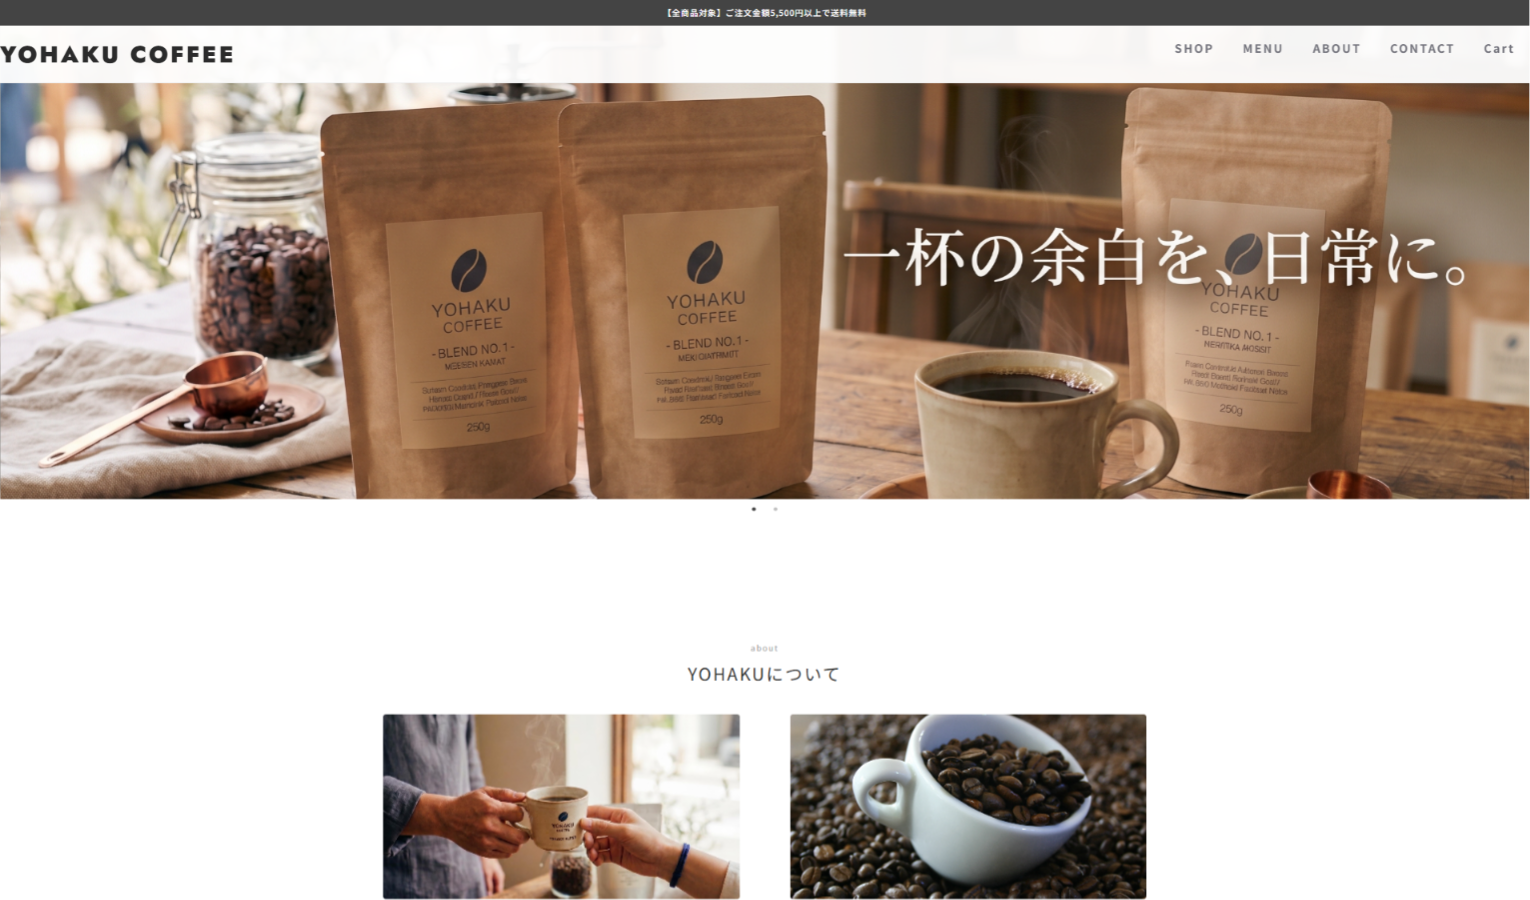 【全商品対象】ご注文金額5,500円以上で送料無料
YOHAKU COFFEE
SHOP MENU ABOUT CONTACT Cart
一杯の余白を、日常に。
YOHAKU
COFFEE
- BLEND NO.1 -
250g
YOHAKU
COFFEE
- BLEND NO.1 -
250g
YOHAKU
COFFEE
- BLEND NO.1 -
250g
about
YOHAKUについて